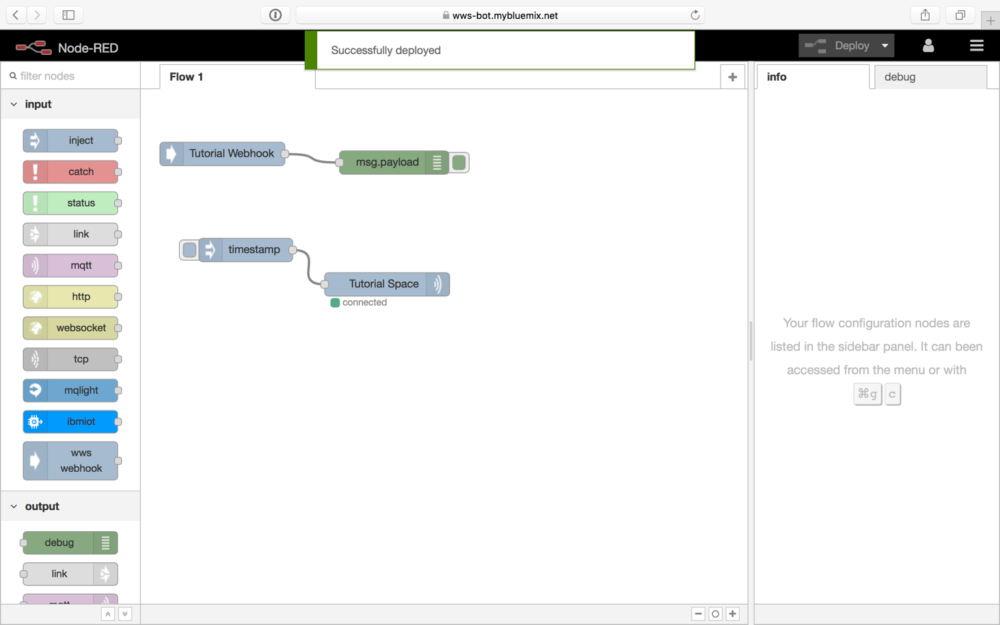 wws-bot.mybluemix.net
Node-RED
Successfully deployed
Deploy
filter nodes
Flow 1
info
debug
input
inject
catch
status
link
mqtt
http
websocket
tcp
mqlight
ibmiot
wws
webhook
output
debug
link
mqtt
Tutorial Webhook
msg.payload
timestamp
Tutorial Space
connected
Your flow configuration nodes are
listed in the sidebar panel. It can been
accessed from the menu or with
⌘g c